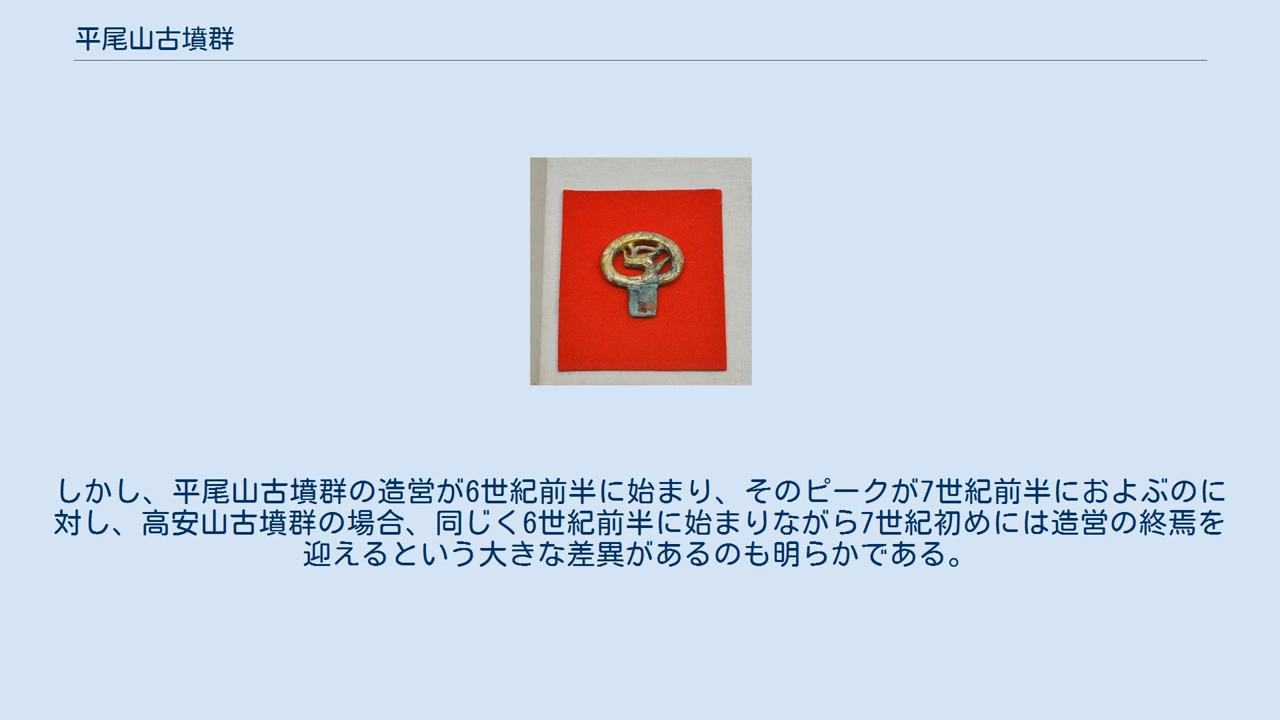 平尾山古墳群
しかし、平尾山古墳群の造営が6世紀前半に始まり、そのピークが7世紀前半におよぶのに
対し、高安山古墳群の場合、同じく6世紀前半に始まりながら7世紀初めには造営の終焉を
迎えるという大きな差異があるのも明らかである。